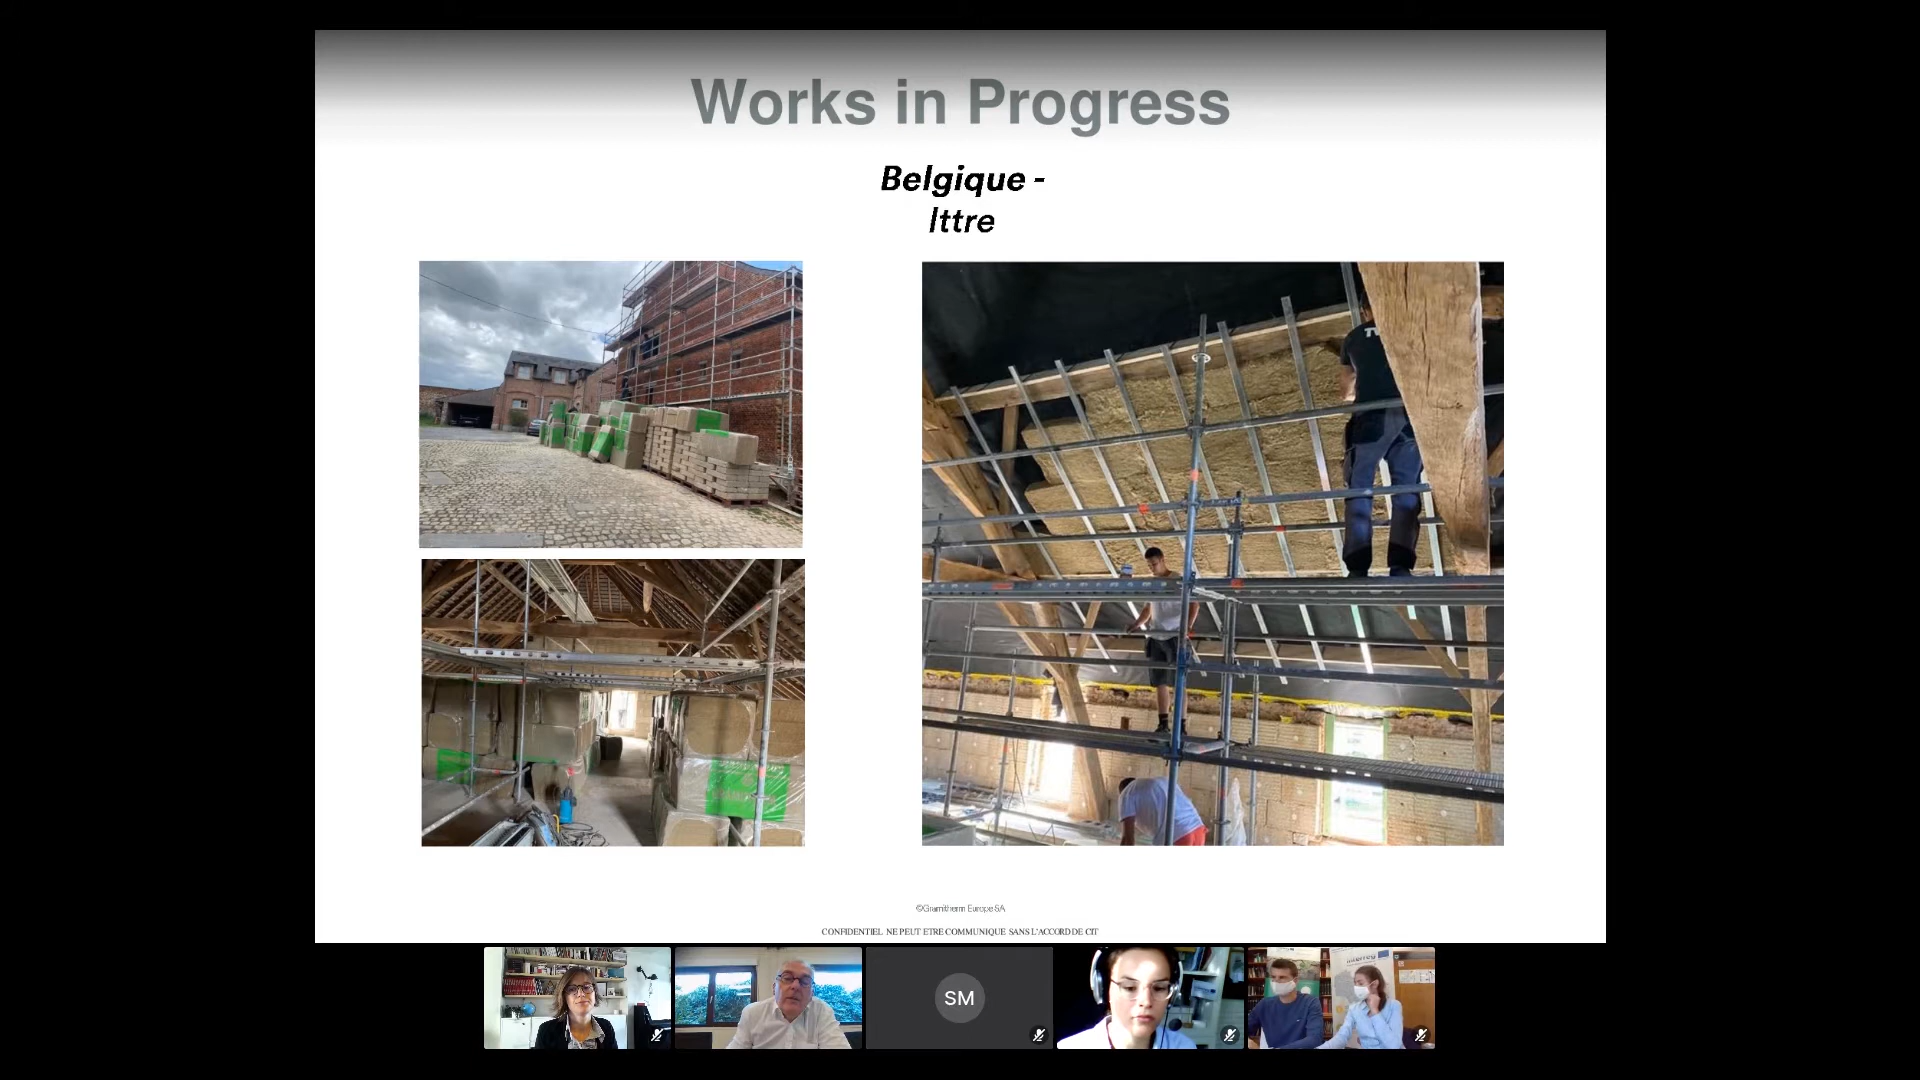 Works in Progress
Belgique -
Ittre
©Gramitherm Europe SA
CONFIDENTIEL NE PEUT ETRE COMMUNIQUE SANS L'ACCORD DE CIT
SM